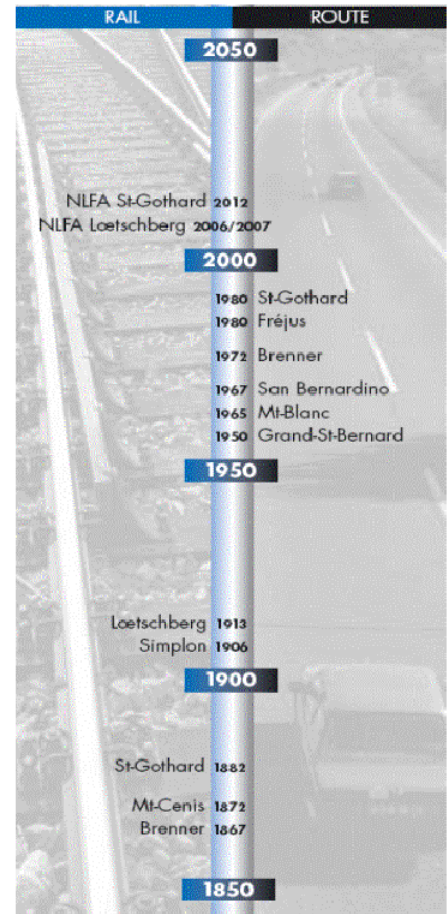 RAIL ROUTE
2050
NLFA St-Gothard 2012
NLFA Lœtschberg 2006/2007
2000
1980 St-Gothard
1980 Fréjus
1972 Brenner
1967 San Bernardino
1965 Mt-Blanc
1950 Grand-St-Bernard
1950
Lœtschberg 1913
Simplon 1906
1900
St-Gothard 1882
Mt-Cenis 1872
Brenner 1867
1850